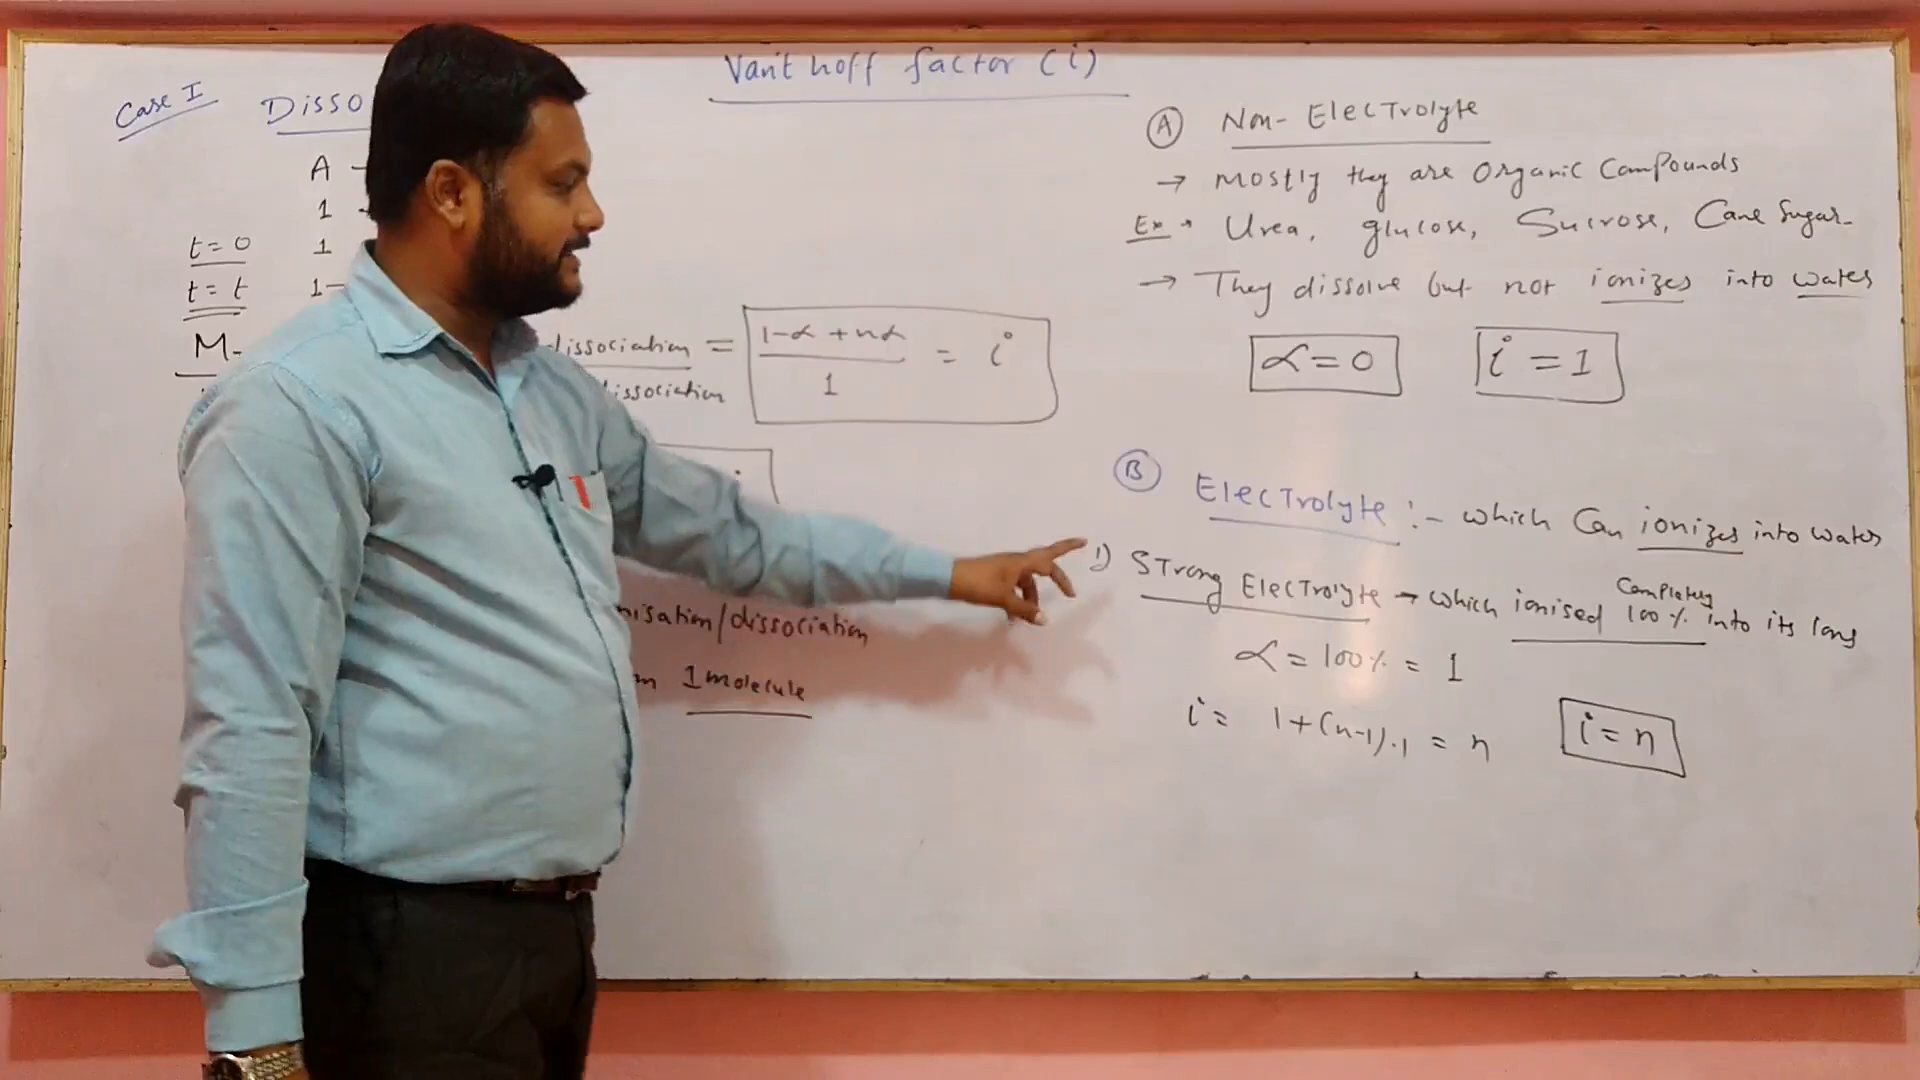 Van't hoff factor (i)
Case I
Disso
A
1
t=0 1
t=t 1-
M-
dissociation = 1-α+nα / 1 = i
dissociation
nisation/dissociation
1 molecule
(A) Non-Electrolyte
→ Mostly they are Organic Compounds
Ex. Urea, glucose, Sucrose, Cane Sugar
→ They dissolve but not ionizes into water
α=0 i=1
(B) Electrolyte :- which Can ionizes into water
1) Strong Electrolyte → which ionised Completely 100% into its Ions
α = 100% = 1
i = 1+(n-1).1 = n i=n